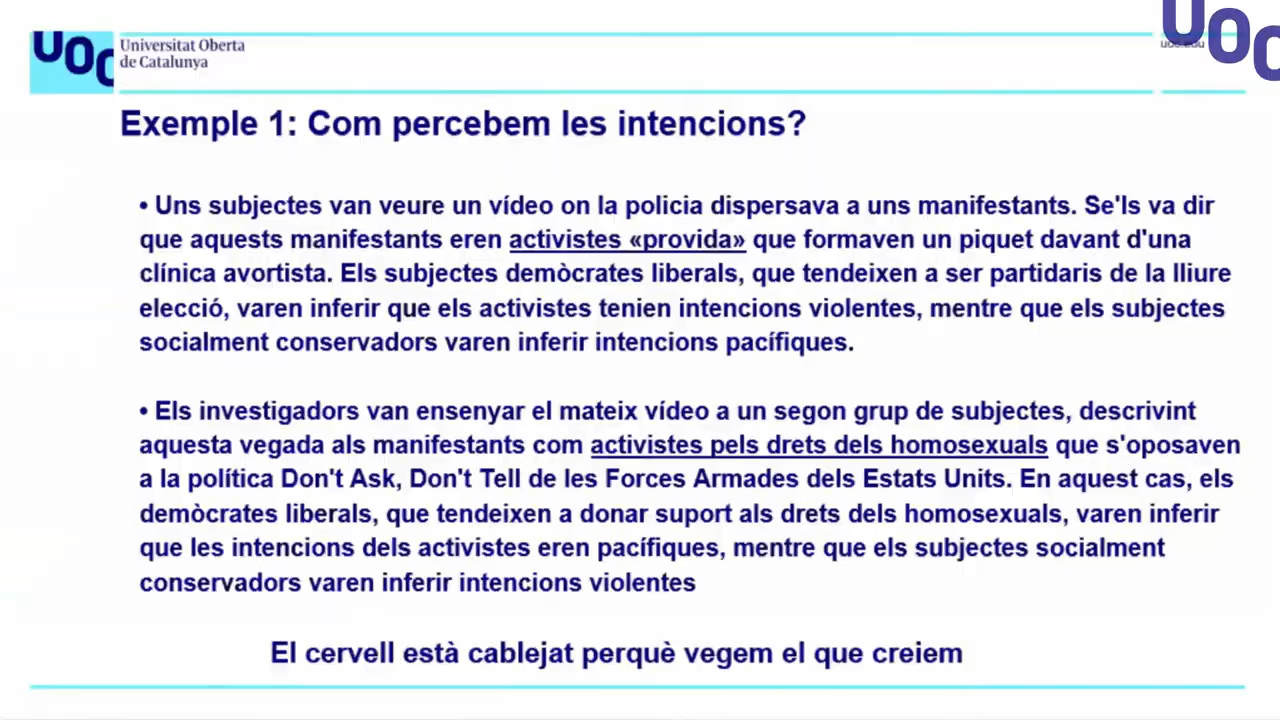 UOC
Universitat Oberta
de Catalunya
uoc.edu
UOC
Exemple 1: Com percebem les intencions?
• Uns subjectes van veure un vídeo on la policia dispersava a uns manifestants. Se'ls va dir
que aquests manifestants eren activistes «provida» que formaven un piquet davant d'una
clínica avortista. Els subjectes demòcrates liberals, que tendeixen a ser partidaris de la lliure
elecció, varen inferir que els activistes tenien intencions violentes, mentre que els subjectes
socialment conservadors varen inferir intencions pacífiques.
• Els investigadors van ensenyar el mateix vídeo a un segon grup de subjectes, descrivint
aquesta vegada als manifestants com activistes pels drets dels homosexuals que s'oposaven
a la política Don't Ask, Don't Tell de les Forces Armades dels Estats Units. En aquest cas, els
demòcrates liberals, que tendeixen a donar suport als drets dels homosexuals, varen inferir
que les intencions dels activistes eren pacífiques, mentre que els subjectes socialment
conservadors varen inferir intencions violentes
El cervell està cablejat perquè vegem el que creiem